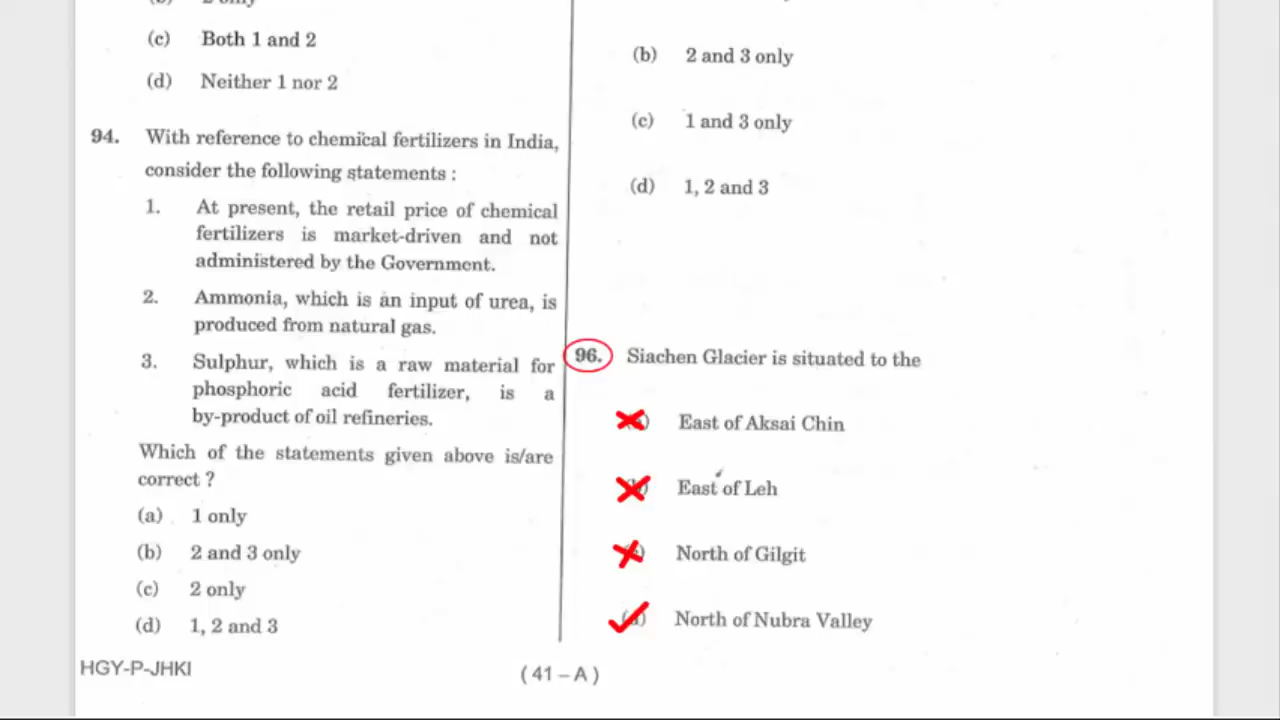 (c) Both 1 and 2
(d) Neither 1 nor 2
94. With reference to chemical fertilizers in India,
consider the following statements :
1. At present, the retail price of chemical
fertilizers is market-driven and not
administered by the Government.
2. Ammonia, which is an input of urea, is
produced from natural gas.
3. Sulphur, which is a raw material for
phosphoric acid fertilizer, is a
by-product of oil refineries.
Which of the statements given above is/are
correct ?
(a) 1 only
(b) 2 and 3 only
(c) 2 only
(d) 1, 2 and 3
(b) 2 and 3 only
(c) 1 and 3 only
(d) 1, 2 and 3
96. Siachen Glacier is situated to the
East of Aksai Chin
East of Leh
North of Gilgit
North of Nubra Valley
HGY-P-JHKI
( 41 – A )